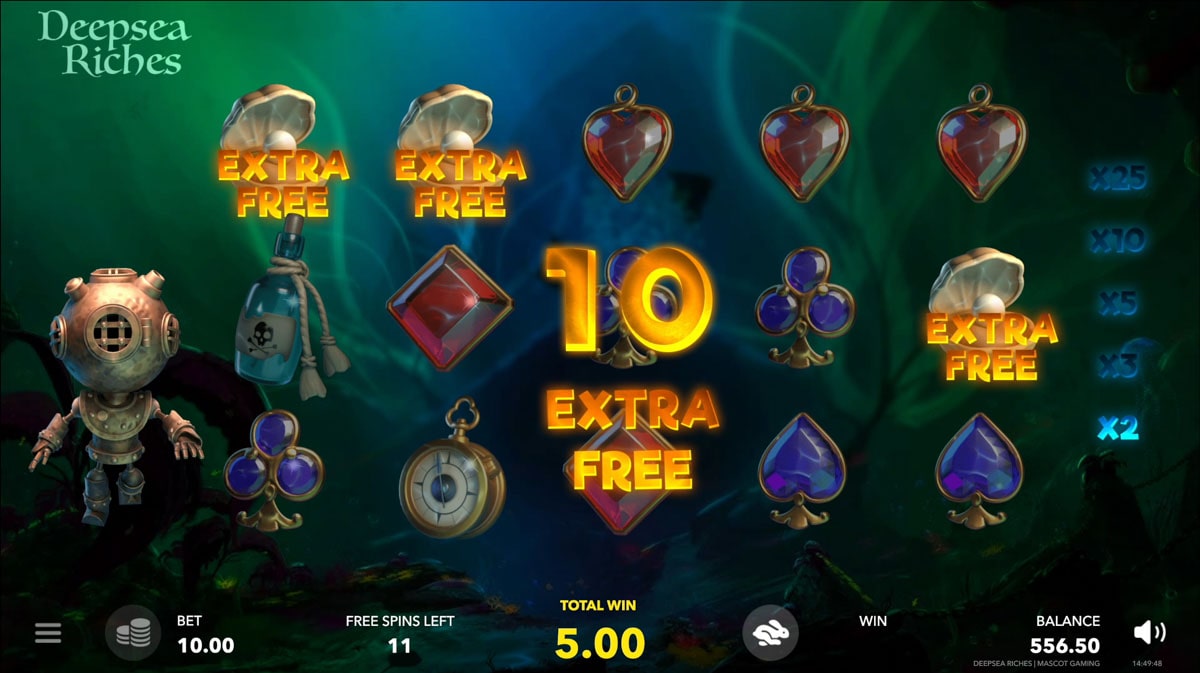 Deepsea
Riches
EXTRA
FREE
EXTRA
FREE
X25
X10
10
X5
EXTRA
FREE
X3
EXTRA
FREE
X2
BET
10.00
FREE SPINS LEFT
11
TOTAL WIN
5.00
WIN
BALANCE
556.50
DEEPSEA RICHES | MASCOT GAMING
14:49:48